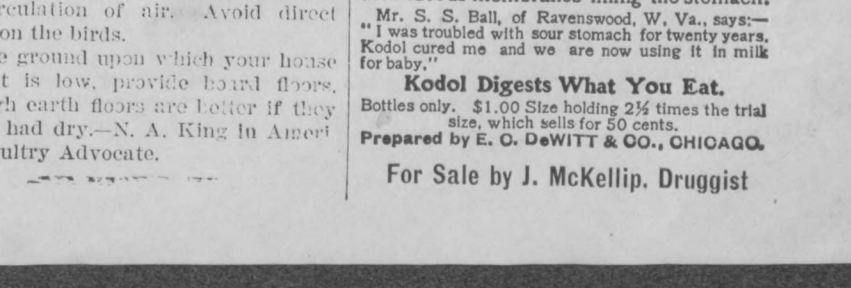 culation of air. Avoid direct
on the birds.
ground upon which your house
t is low, provide board floors,
h earth floors are better if they
had dry.—N. A. King in Ameri
ultry Advocate.
Mr. S. S. Ball, of Ravenswood, W. Va., says:—
"I was troubled with sour stomach for twenty years.
Kodol cured me and we are now using it in milk
for baby."
Kodol Digests What You Eat.
Bottles only. $1.00 Size holding 2½ times the trial
size, which sells for 50 cents.
Prepared by E. C. DeWITT & CO., CHICAGO.
For Sale by J. McKellip. Druggist